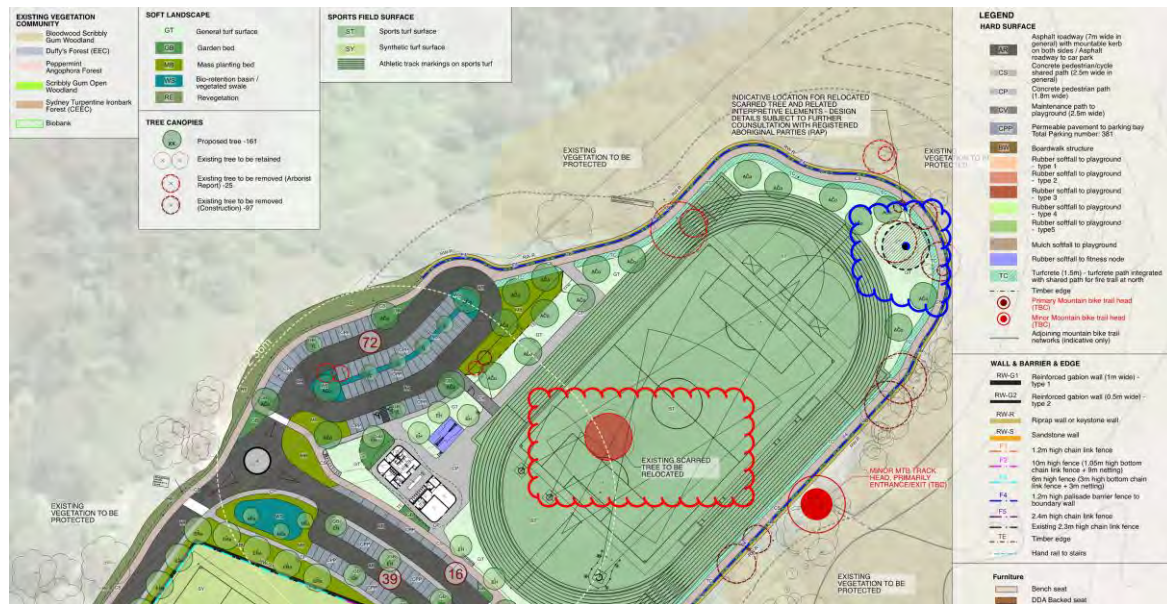 EXISTING VEGETATION
COMMUNITY
Bloodwood Scribbly
Gum Woodland
Duffy's Forest (EEC)
Peppermint
Angophora Forest
Scribbly Gum Open
Woodland
Sydney Turpentine Ironbark
Forest (CEEC)
Biobank
SOFT LANDSCAPE
GT General turf surface
GB Garden bed
MB Mass planting bed
Bio-retention basin /
vegetated swale
RE Revegetation
TREE CANOPIES
Proposed tree -161
Existing tree to be retained
Existing tree to be removed (Arborist
Report) -25
Existing tree to be removed
(Construction) -97
SPORTS FIELD SURFACE
ST Sports turf surface
SY Synthetic turf surface
Athletic track markings on sports turf
INDICATIVE LOCATION FOR RELOCATED
SCARRED TREE AND RELATED
INTERPRETIVE ELEMENTS - DESIGN
DETAILS SUBJECT TO FURTHER
COUNSULTATION WITH REGISTERED
ABORIGINAL PARTIES (RAP)
EXISTING
VEGETATION TO BE
PROTECTED
EXISTING
VEGETATION TO BE
PROTECTED
72
EXISTING SCARRED
TREE TO BE
RELOCATED
MINOR MTB TRACK
HEAD, PRIMARILY
ENTRANCE/EXIT (TBC)
EXISTING
VEGETATION TO BE
PROTECTED
39
16
EXISTING
VEGETATION TO BE
PROTECTED
LEGEND
HARD SURFACE
Asphalt roadway (7m wide in
general) with mountable kerb
on both sides / Asphalt
roadway to car park
CS Concrete pedestrian/cycle
shared path (2.5m wide in
general)
CP Concrete pedestrian path
(1.8m wide)
CV Maintenance path to
playground (2.8m wide)
CPP Permeable pavement to parking bay
Total Parking number: 381
BW Boardwalk structure
Rubber softfall to playground
- type 1
Rubber softfall to playground
- type 2
Rubber softfall to playground
- type 3
Rubber softfall to playground
- type 4
Rubber softfall to playground
- type5
Mulch softfall to playground
Rubber softfall to fitness node
TC Turfcrete (1.5m) - turfcrete path integrated
with shared path for fire trail at north
Timber edge
Primary Mountain bike trail head
(TBC)
Minor Mountain bike trail head
(TBC)
Adjoining mountain bike trail
networks (indicative only)
WALL & BARRIER & EDGE
RW-G1 Reinforced gabion wall (1m wide) -
type 1
RW-G2 Reinforced gabion wall (0.5m wide) -
type 2
RW-R Riprap wall or keystone wall
RW-S Sandstone wall
F1 1.2m high chain link fence
F2 10m high fence (1.05m high bottom
chain link fence + 9m netting)
6m high fence (3m high bottom chain
link fence + 3m netting)
F4 1.2m high palisade barrier fence to
boundary wall
F5 2.4m high chain link fence
Existing 2.3m high chain link fence
TE Timber edge
Hand rail to stairs
Furniture
Bench seat
DDA Backed seat